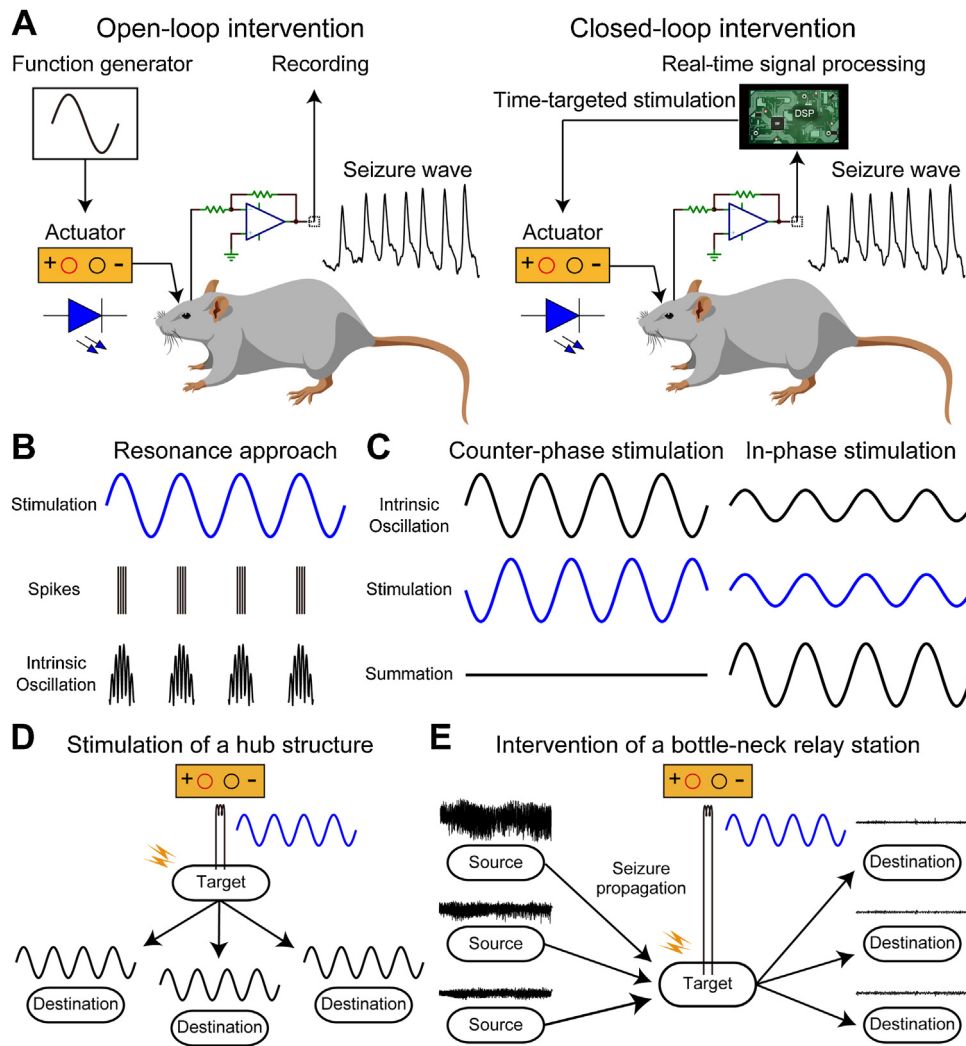 A
Open-loop intervention
Function generator
Recording
Seizure wave
Actuator
+ -
Closed-loop intervention
Real-time signal processing
Time-targeted stimulation
DSP
Seizure wave
Actuator
+ -
B
Resonance approach
Stimulation
Spikes
Intrinsic
Oscillation
C
Counter-phase stimulation
In-phase stimulation
Intrinsic
Oscillation
Stimulation
Summation
D
Stimulation of a hub structure
+ -
Target
Destination
Destination
Destination
E
Intervention of a bottle-neck relay station
+ -
Source
Seizure
propagation
Source
Source
Target
Destination
Destination
Destination